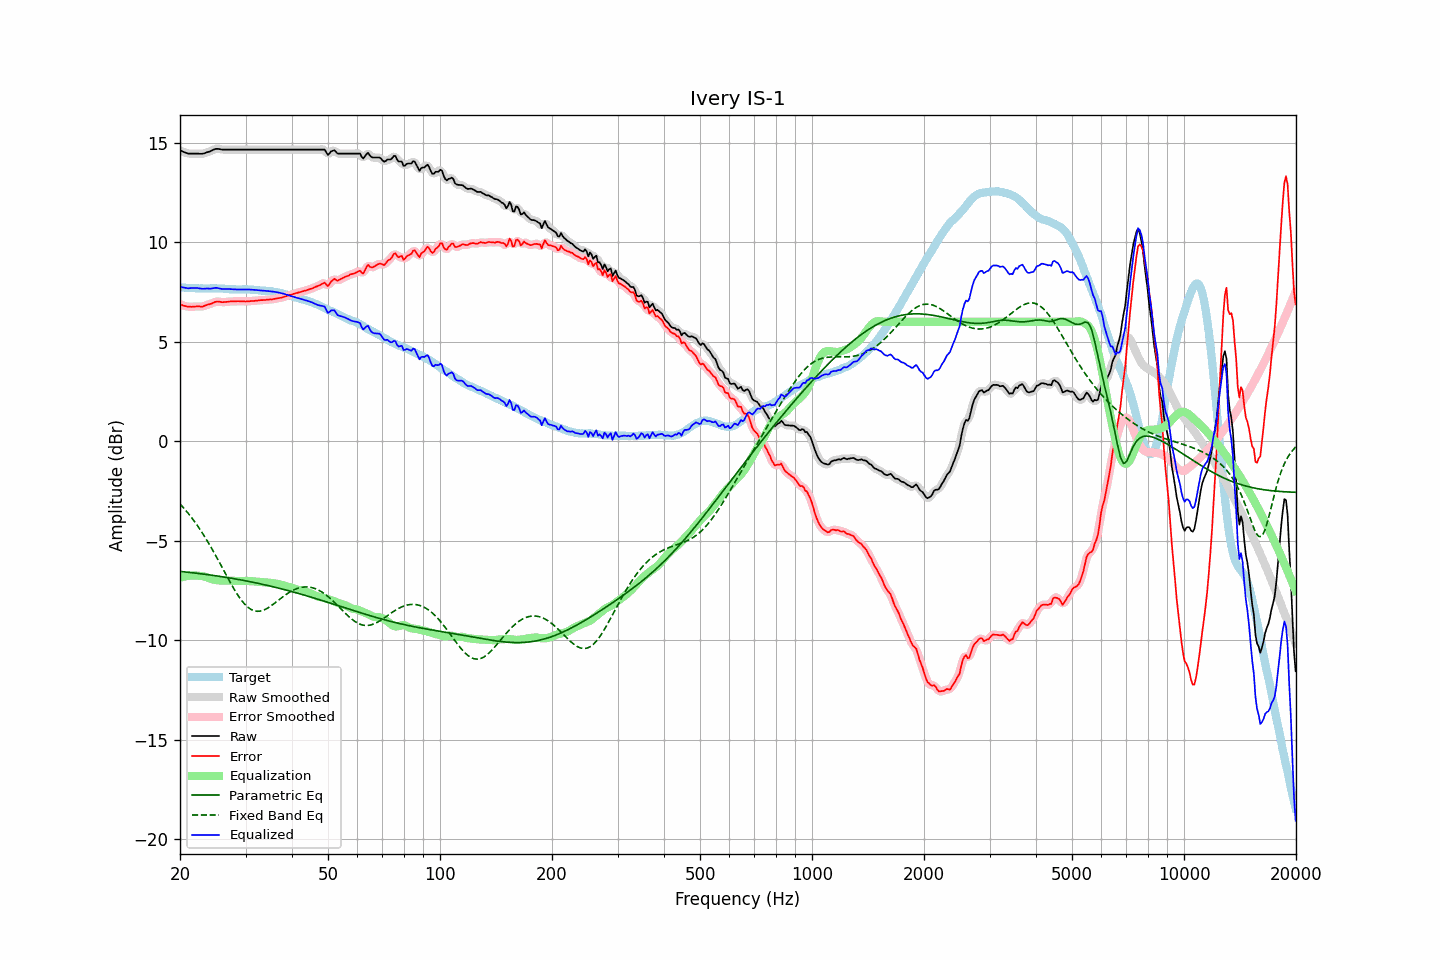 Ivery IS-1
15
10
5
0
−5
−10
−15
−20
Amplitude (dBr)
Target
Raw Smoothed
Error Smoothed
Raw
Error
Equalization
Parametric Eq
Fixed Band Eq
Equalized
20 50 100 200 500 1000 2000 5000 10000 20000
Frequency (Hz)